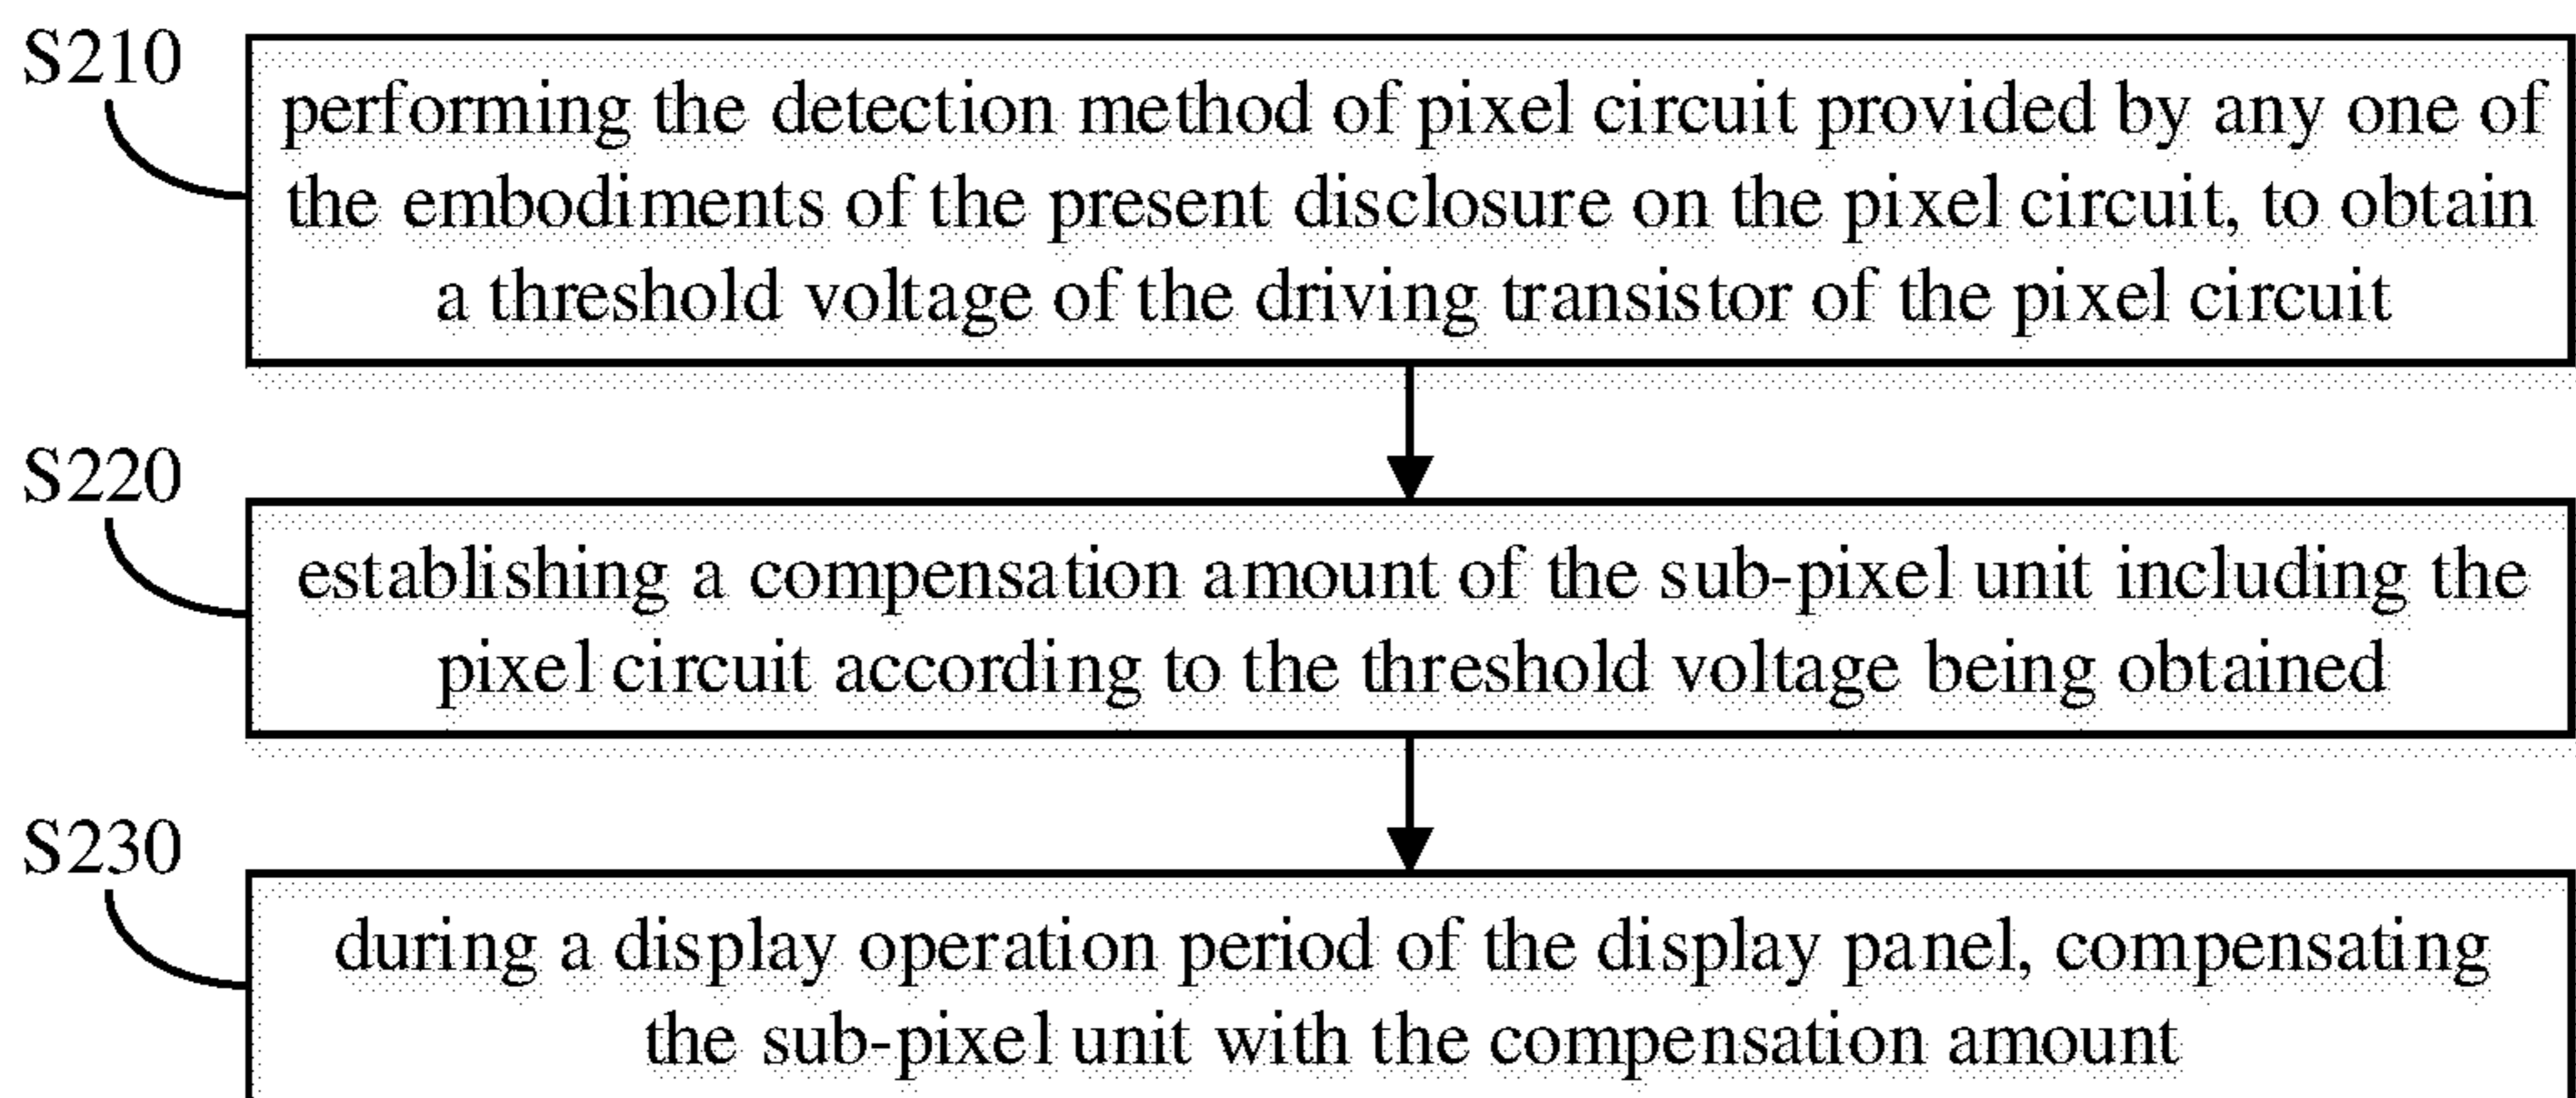 S210
performing the detection method of pixel circuit provided by any one of
the embodiments of the present disclosure on the pixel circuit, to obtain
a threshold voltage of the driving transistor of the pixel circuit
S220
establishing a compensation amount of the sub-pixel unit including the
pixel circuit according to the threshold voltage being obtained
S230
during a display operation period of the display panel, compensating
the sub-pixel unit with the compensation amount